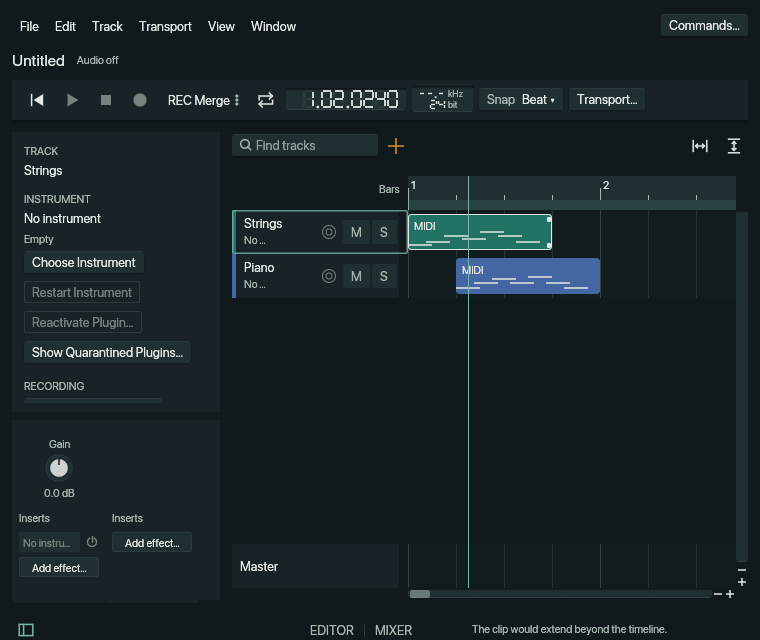 File Edit Track Transport View Window Commands...
Untitled Audio off
REC Merge 1.02.0240 --.- kHz 24 bit Snap Beat Transport...
TRACK
Strings
INSTRUMENT
No instrument
Empty
Choose Instrument
Restart Instrument
Reactivate Plugin...
Show Quarantined Plugins...
RECORDING
Gain
0.0 dB
Inserts Inserts
No instru...
Add effect...
Add effect...
Find tracks
Bars 1 2
Strings
No ...
M S
MIDI
Piano
No ...
M S
MIDI
Master
EDITOR MIXER The clip would extend beyond the timeline.